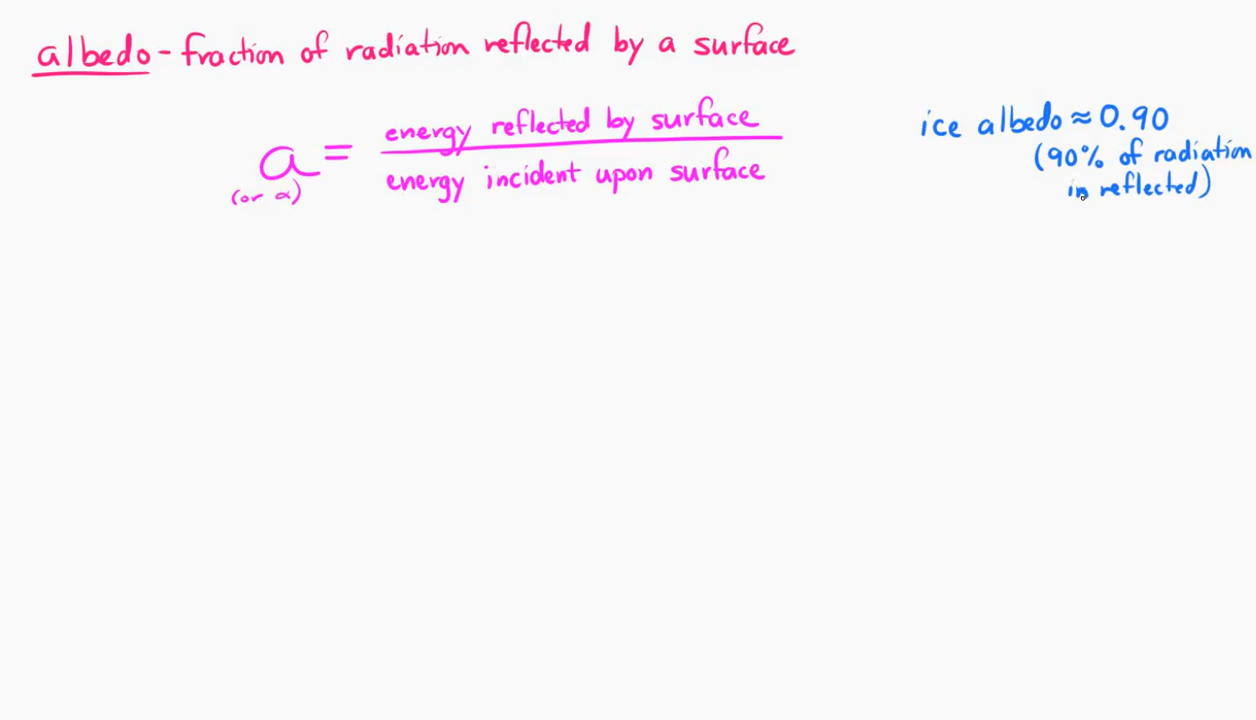 albedo - fraction of radiation reflected by a surface
a = energy reflected by surface
energy incident upon surface
(or α)
ice albedo ≈ 0.90
(90% of radiation
in reflected)